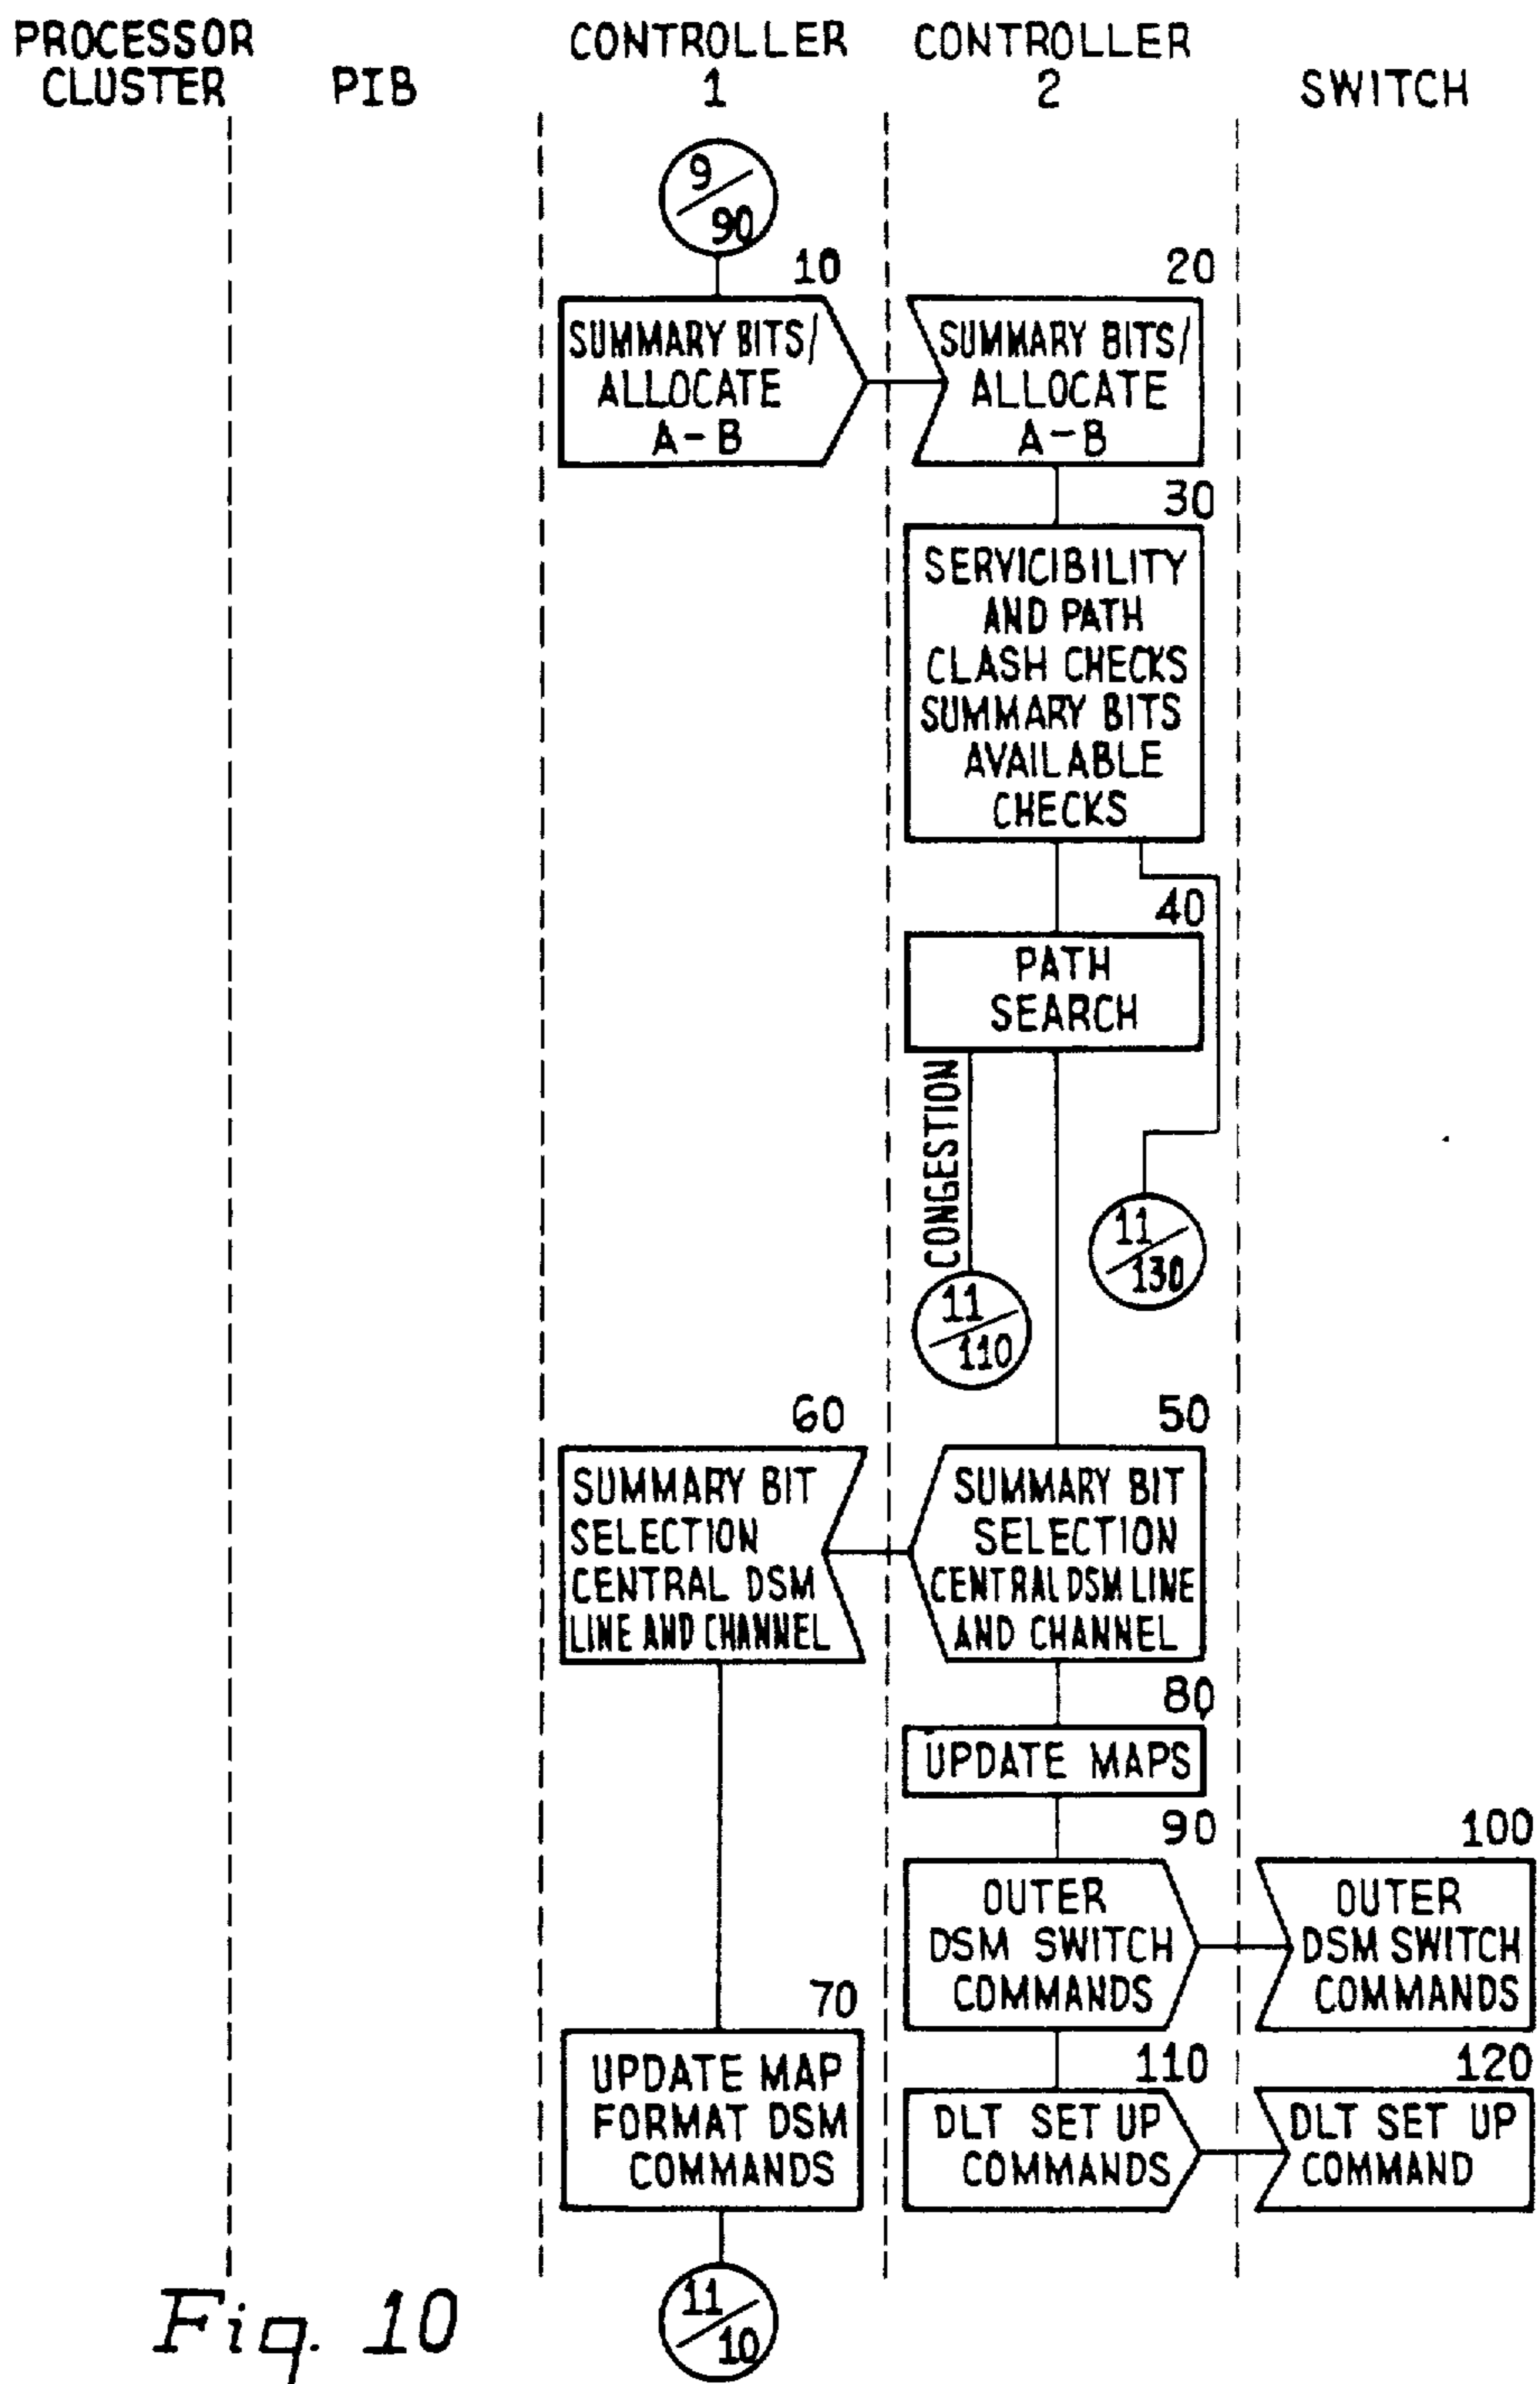 PROCESSOR
CLUSTER
PIB
CONTROLLER
1
CONTROLLER
2
SWITCH
9/90
10
SUMMARY BITS/
ALLOCATE
A-B
20
SUMMARY BITS/
ALLOCATE
A-B
30
SERVICIBILITY
AND PATH
CLASH CHECKS
SUMMARY BITS
AVAILABLE
CHECKS
40
PATH
SEARCH
CONGESTION
11/130
11/110
60
SUMMARY BIT
SELECTION
CENTRAL DSM
LINE AND CHANNEL
50
SUMMARY BIT
SELECTION
CENTRAL DSM LINE
AND CHANNEL
80
UPDATE MAPS
90
OUTER
DSM SWITCH
COMMANDS
100
OUTER
DSM SWITCH
COMMANDS
70
UPDATE MAP
FORMAT DSM
COMMANDS
110
DLT SET UP
COMMANDS
120
DLT SET UP
COMMAND
11/10
Fig. 10